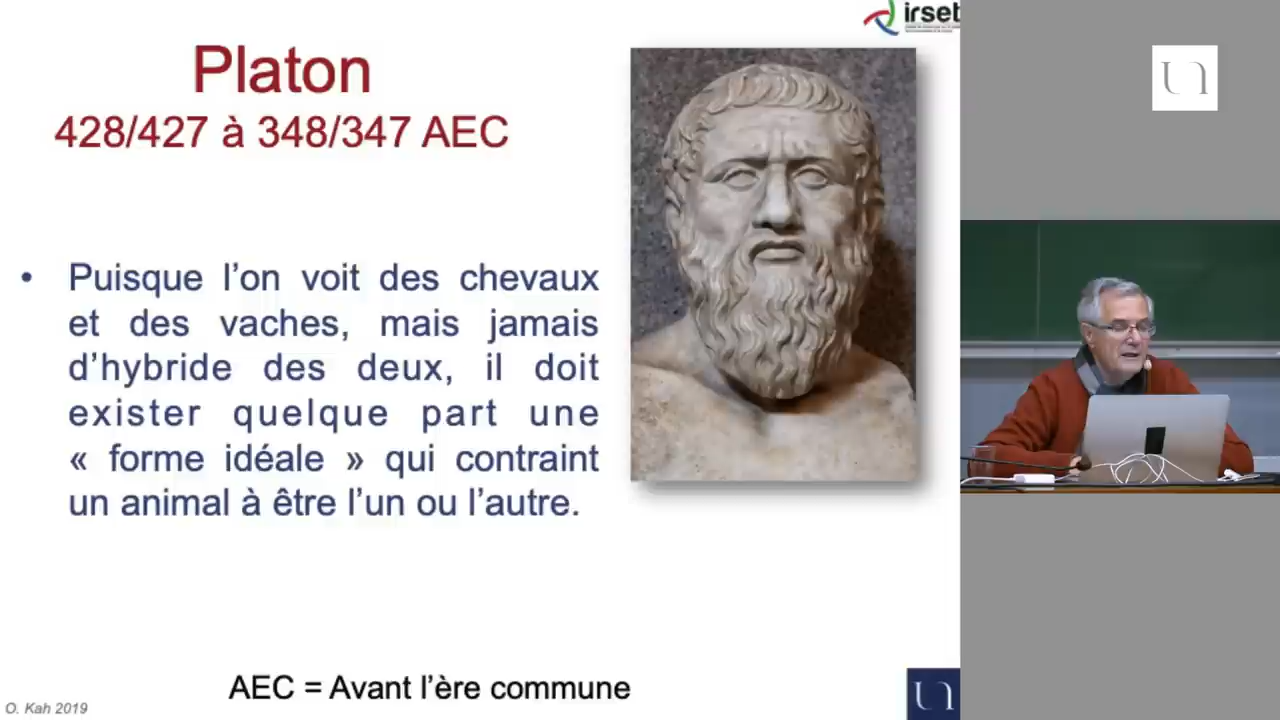 irset
Platon
428/427 à 348/347 AEC
• Puisque l’on voit des chevaux
et des vaches, mais jamais
d’hybride des deux, il doit
exister quelque part une
« forme idéale » qui contraint
un animal à être l’un ou l’autre.
AEC = Avant l’ère commune
O. Kah 2019